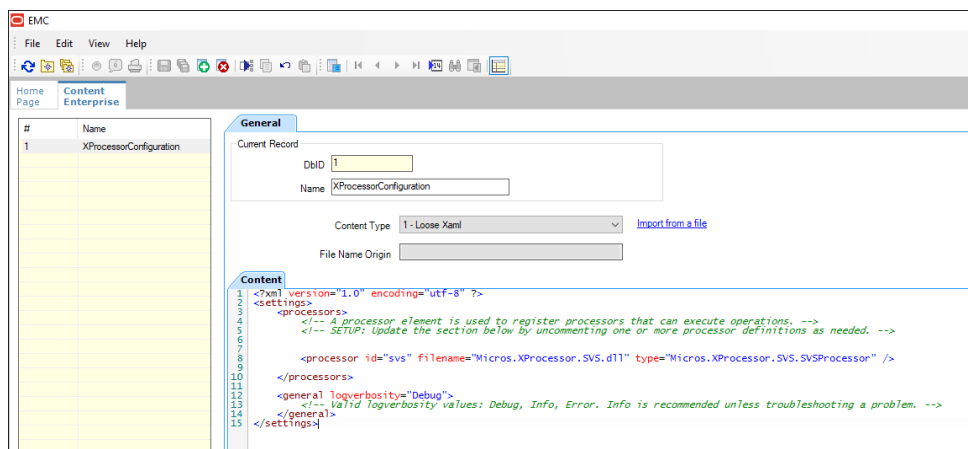 EMC
File Edit View Help
Home Page
Content Enterprise
# Name
1 XProcessorConfiguration
General
Current Record
DbID 1
Name XProcessorConfiguration
Content Type 1 - Loose Xaml Import from a file
File Name Origin
Content
1 <?xml version="1.0" encoding="utf-8" ?>
2 <settings>
3 <processors>
4 <!-- A processor element is used to register processors that can execute operations. -->
5 <!-- SETUP: Update the section below by uncommenting one or more processor definitions as needed. -->
6
7
8 <processor id="svs" filename="Micros.XProcessor.SVS.dll" type="Micros.XProcessor.SVS.SVSProcessor" />
9
10 </processors>
11
12 <general logverbosity="Debug">
13 <!-- Valid logverbosity values: Debug, Info, Error. Info is recommended unless troubleshooting a problem. -->
14 </general>
15 </settings>